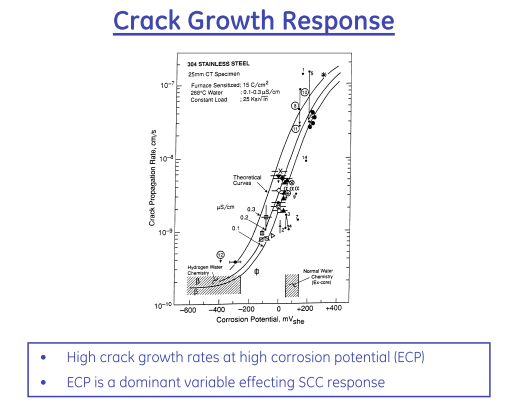 Crack Growth Response
304 STAINLESS STEEL
25mm CT Specimen
Furnace Sensitized: 15 C/cm²
288°C Water : 0.1-0.3 μS/cm
Constant Load : 25 Ksi√in
10⁻⁷
10⁻⁸
10⁻⁹
10⁻¹⁰
Crack Propagation Rate, cm/s
Theoretical
Curves
μS/cm
0.3
0.2
0.1
Hydrogen Water
Chemistry
Normal Water
Chemistry
(Ex-core)
-600 -400 -200 0 +200 +400
Corrosion Potential, mVshe
• High crack growth rates at high corrosion potential (ECP)
• ECP is a dominant variable effecting SCC response